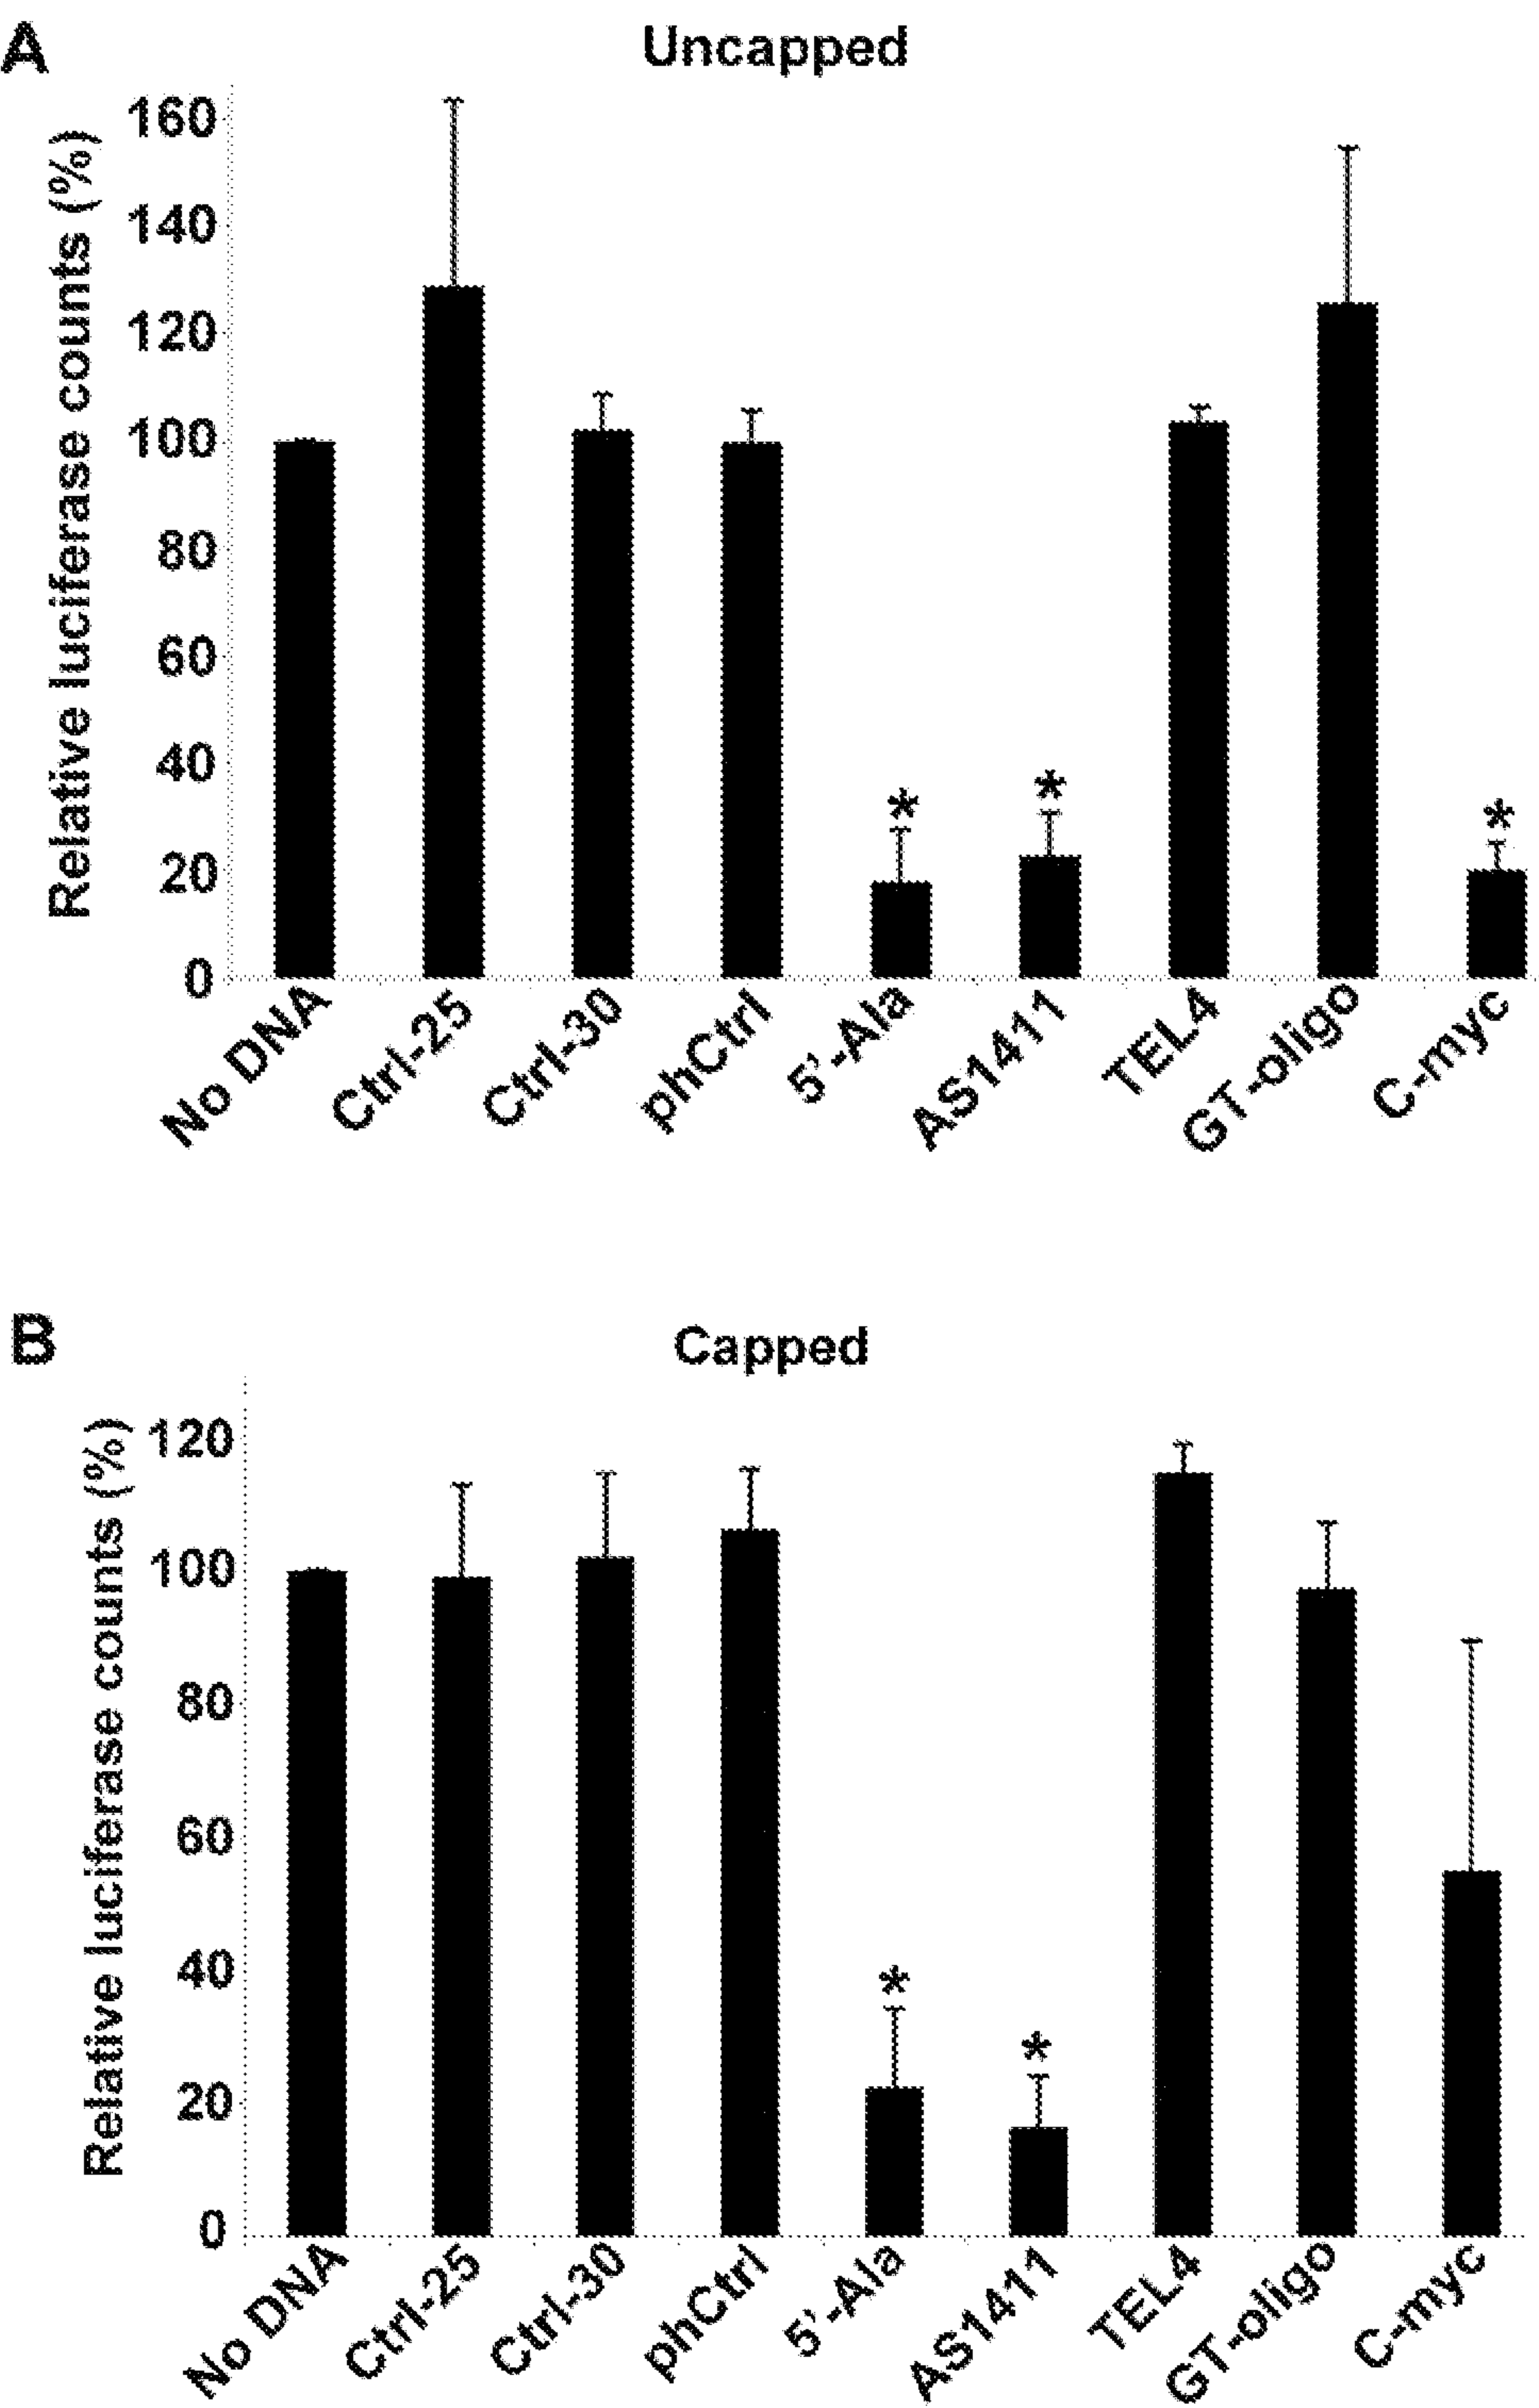 A
Uncapped
Relative luciferase counts (%)
160
140
120
100
80
60
40
20
0
* * *
No DNA Ctrl-25 Ctrl-30 phCtrl 5'-Ala AS1411 TEL4 GT-oligo C-myc
B
Capped
Relative luciferase counts (%)
120
100
80
60
40
20
0
* *
No DNA Ctrl-25 Ctrl-30 phCtrl 5'-Ala AS1411 TEL4 GT-oligo C-myc